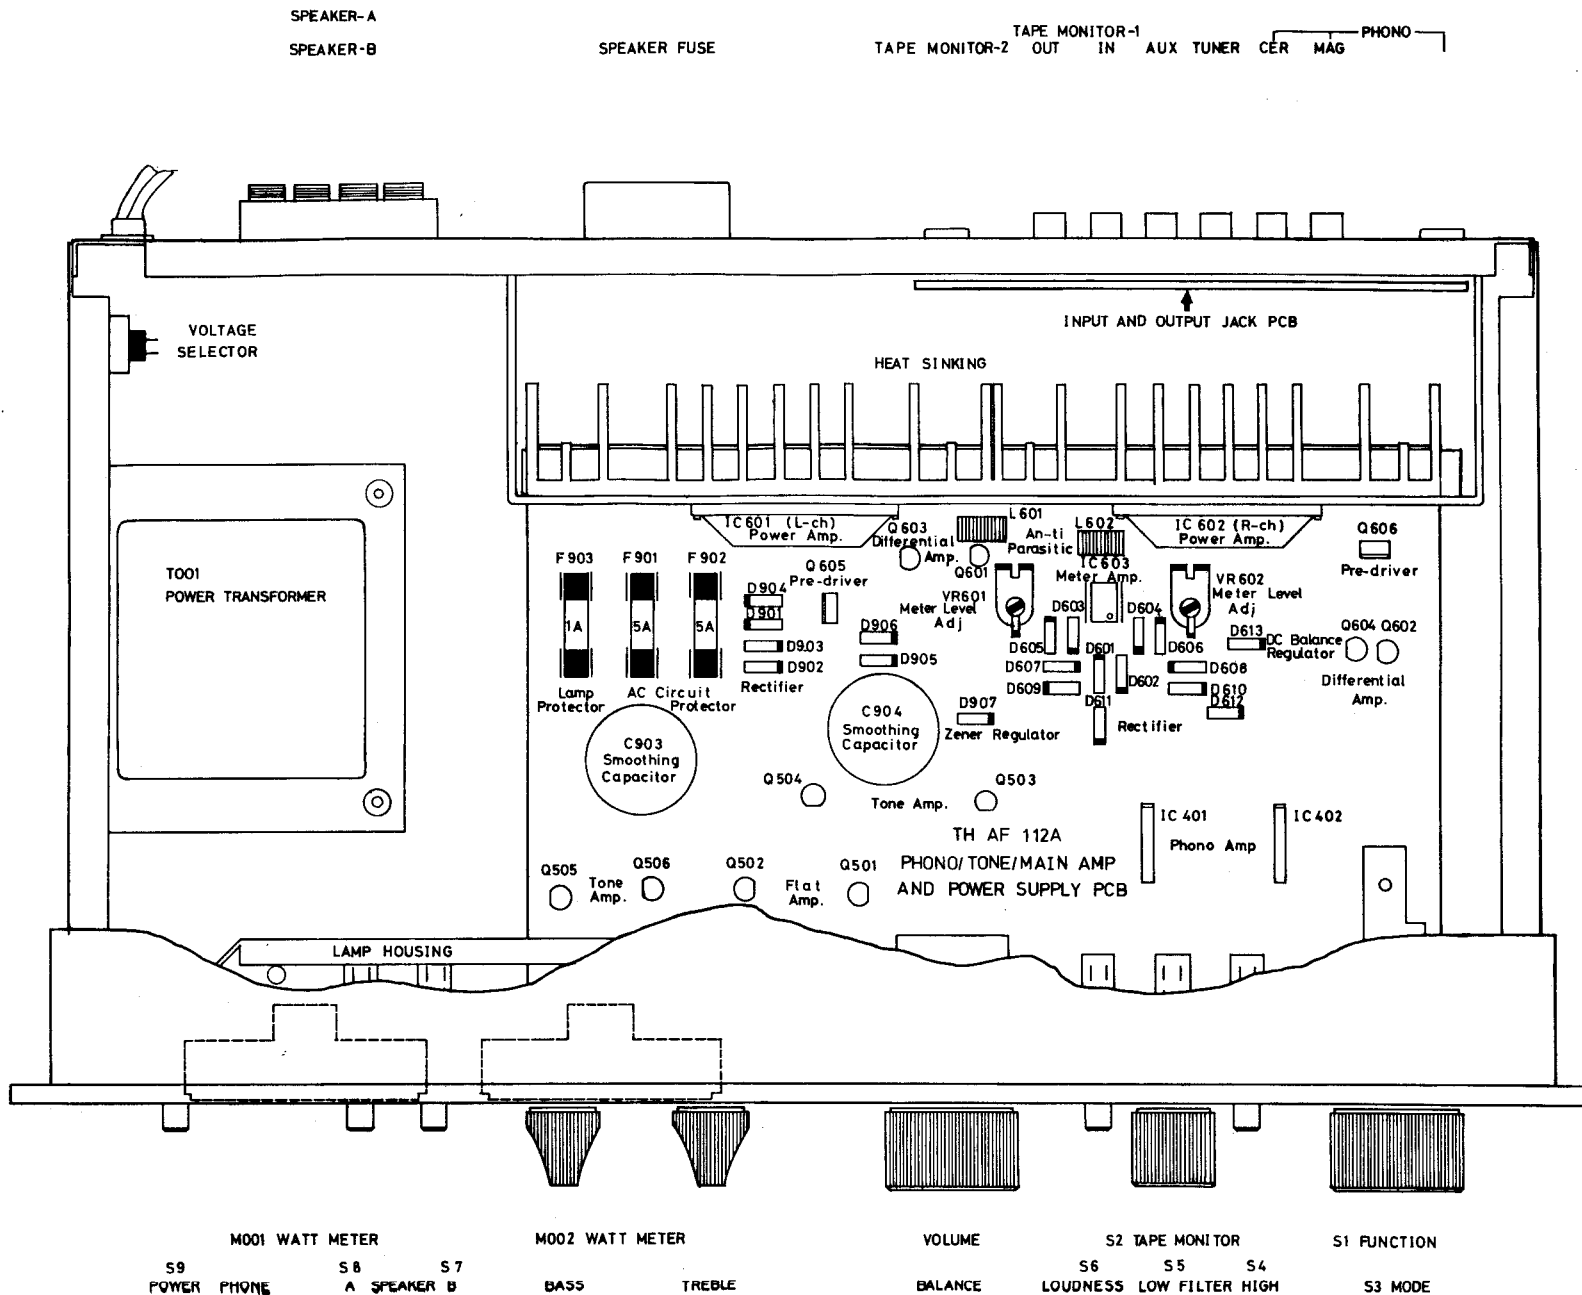 SPEAKER-A
SPEAKER-B
SPEAKER FUSE
TAPE MONITOR-1
PHONO
TAPE MONITOR-2 OUT IN AUX TUNER CER MAG
VOLTAGE
SELECTOR
INPUT AND OUTPUT JACK PCB
HEAT SINKING
T001
POWER TRANSFORMER
IC601 (L-ch)
Power Amp.
Q603
Differential
Amp.
L601
An-ti
Parasitic
L602
IC602 (R-ch)
Power Amp.
Q606
Pre-driver
F903
F901
F902
1A
5A
5A
Lamp
Protector
AC Circuit
Protector
Q605
Pre-driver
D904
D901
D903
D902
Rectifier
D906
D905
Q601
VR601
Meter Level
Adj
IC603
Meter Amp.
VR602
Meter Level
Adj
D603
D604
D605
D601
D606
D607
D608
D609
D602
D610
D611
D612
Rectifier
D613
DC Balance
Regulator
Q604
Q602
Differential
Amp.
D907
Zener Regulator
C904
Smoothing
Capacitor
C903
Smoothing
Capacitor
Q504
Q503
Tone Amp.
IC401
IC402
Phono Amp
TH AF 112A
PHONO/TONE/MAIN AMP
AND POWER SUPPLY PCB
Q505
Tone
Amp.
Q506
Q502
Flat
Amp.
Q501
LAMP HOUSING
M001 WATT METER
M002 WATT METER
VOLUME
S2 TAPE MONITOR
S1 FUNCTION
S9
S8
S7
S6
S5
S4
POWER PHONE
A SPEAKER B
BASS
TREBLE
BALANCE
LOUDNESS LOW FILTER HIGH
S3 MODE